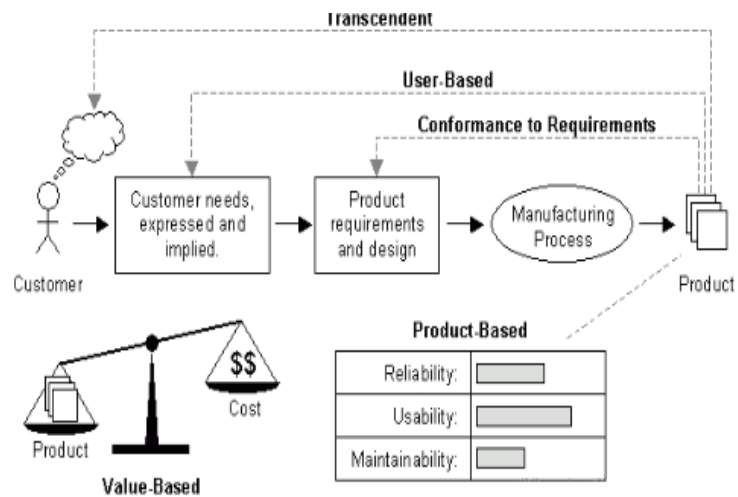 Transcendent
User-Based
Conformance to Requirements
Customer needs,
expressed and
implied.
Product
requirements
and design
Manufacturing
Process
Customer
Product
Product-Based
$$
Cost
Product
Value-Based
Reliability:
Usability:
Maintainability: